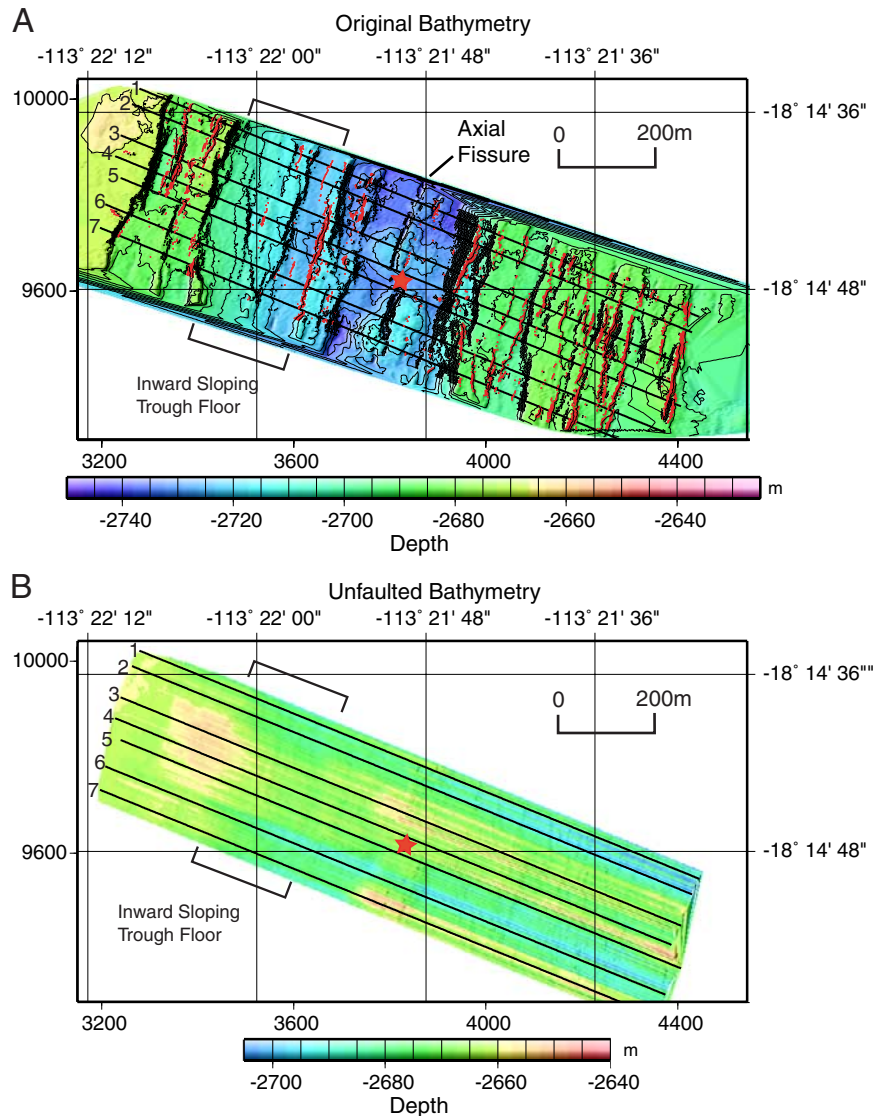 A
Original Bathymetry
-113° 22' 12" -113° 22' 00" -113° 21' 48" -113° 21' 36"
10000
-18° 14' 36"
1
2
3
4
5
6
7
Axial
Fissure
0 200m
9600
-18° 14' 48"
Inward Sloping
Trough Floor
3200 3600 4000 4400
m
-2740 -2720 -2700 -2680 -2660 -2640
Depth
B
Unfaulted Bathymetry
-113° 22' 12" -113° 22' 00" -113° 21' 48" -113° 21' 36"
10000
-18° 14' 36""
1
2
3
4
5
6
7
0 200m
9600
-18° 14' 48"
Inward Sloping
Trough Floor
3200 3600 4000 4400
m
-2700 -2680 -2660 -2640
Depth